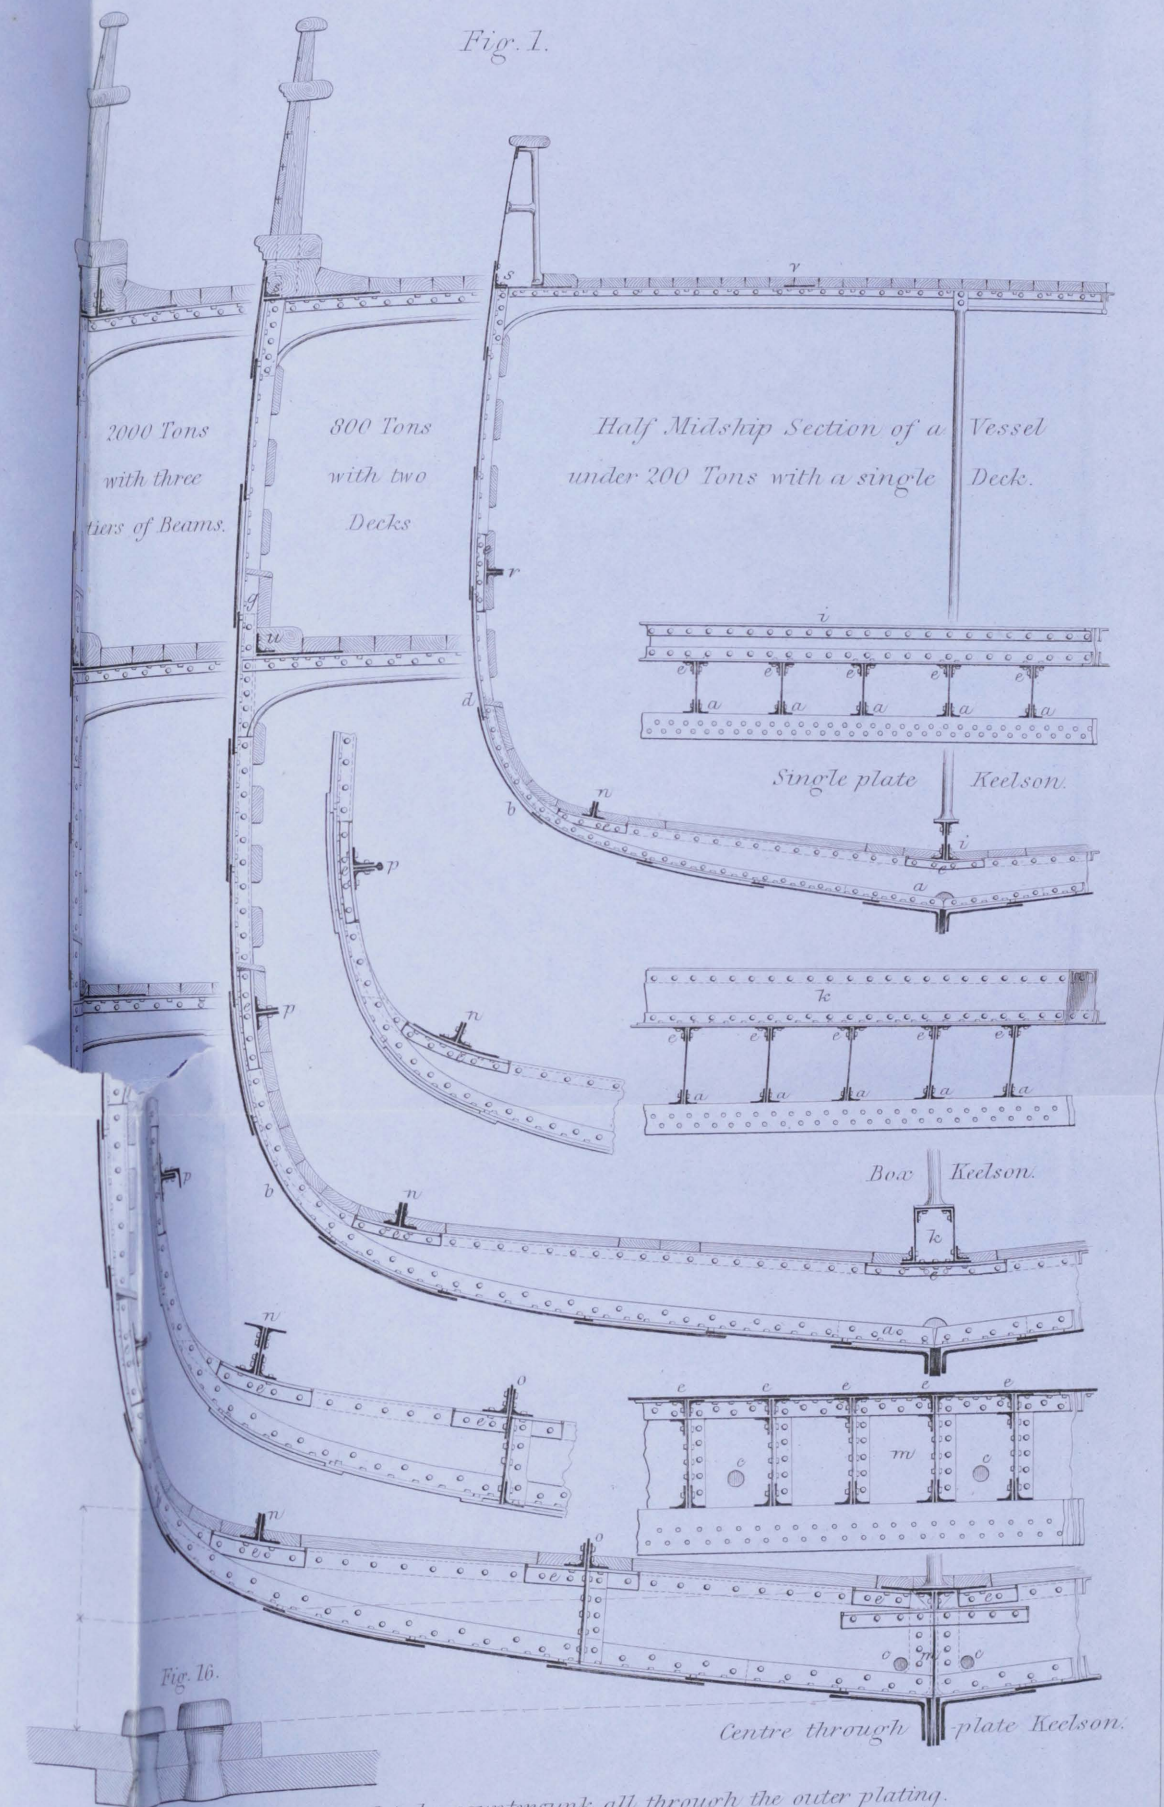 Fig. 1.
s
v
2000 Tons
with three
tiers of Beams.
800 Tons
with two
Decks
Half Midship Section of a Vessel
under 200 Tons with a single Deck.
e
r
g
u
i
e e e e e
d
a a a a a
Single plate Keelson.
n
b
e
i
e
p
a
k
p
n
e e e e e
e
a a a a a
Box Keelson.
p
b
n
k
e
e
a
n
e
o
e
e e e e e
m
c c
n
e
o
e
e e
c m c
Fig. 16.
Centre through-plate Keelson.
all through the outer plating.